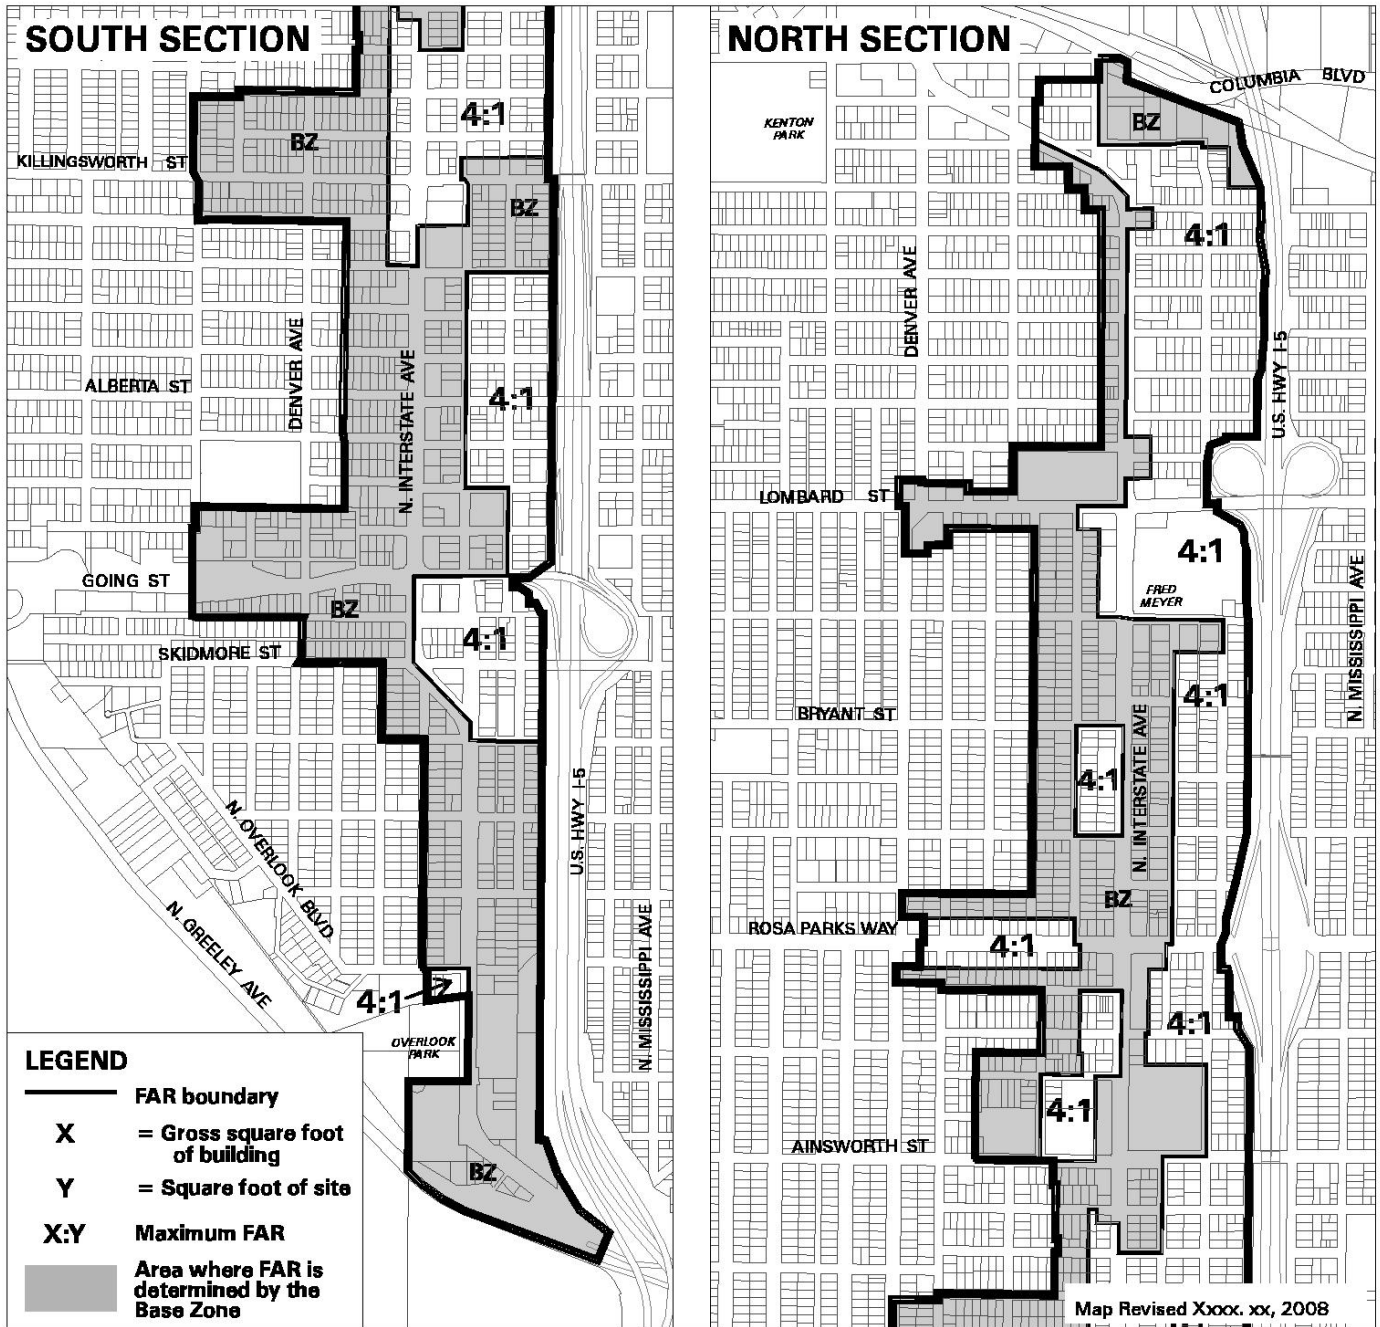 SOUTH SECTION
4:1
BZ
KILLINGSWORTH ST
BZ
DENVER AVE
N. INTERSTATE AVE
ALBERTA ST
4:1
GOING ST
BZ
4:1
SKIDMORE ST
U.S. HWY I-5
N. OVERLOOK BLVD
N. GREELEY AVE
N. MISSISSIPPI AVE
4:1
OVERLOOK
PARK
BZ
LEGEND
FAR boundary
X = Gross square foot
of building
Y = Square foot of site
X:Y Maximum FAR
Area where FAR is
determined by the
Base Zone
NORTH SECTION
COLUMBIA BLVD
KENTON
PARK
BZ
4:1
DENVER AVE
U.S. HWY I-5
LOMBARD ST
4:1
FRED
MEYER
N. MISSISSIPPI AVE
4:1
BRYANT ST
N. INTERSTATE AVE
4:1
BZ
ROSA PARKS WAY
4:1
4:1
4:1
AINSWORTH ST
Map Revised Xxxx. xx, 2008